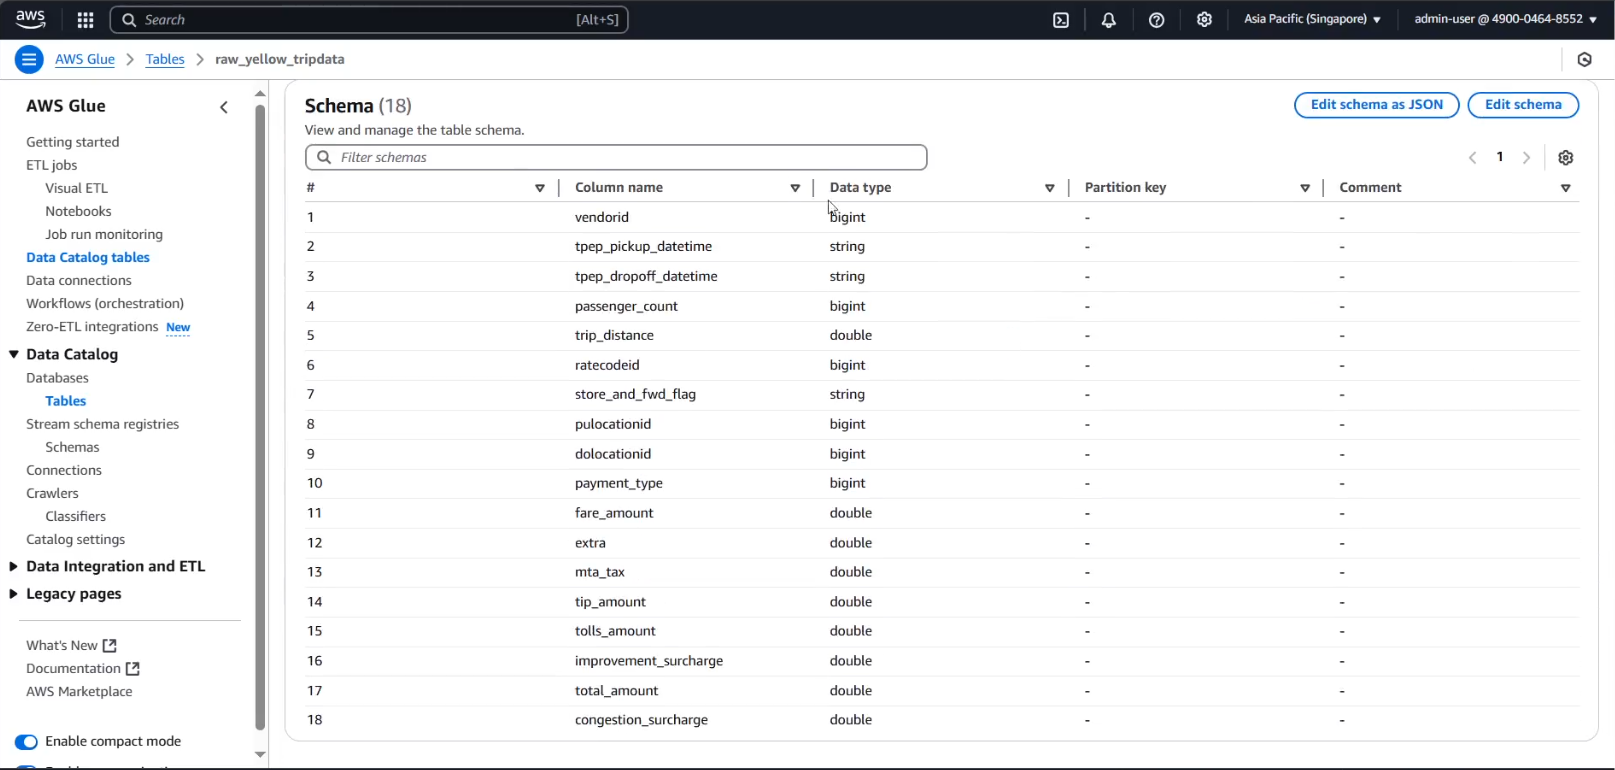 aws
Search [Alt+S]
Asia Pacific (Singapore) ▼ admin-user @ 4900-0464-8552 ▼
AWS Glue > Tables > raw_yellow_tripdata
AWS Glue
Getting started
ETL jobs
Visual ETL
Notebooks
Job run monitoring
Data Catalog tables
Data connections
Workflows (orchestration)
Zero-ETL integrations New
Data Catalog
Databases
Tables
Stream schema registries
Schemas
Connections
Crawlers
Classifiers
Catalog settings
Data Integration and ETL
Legacy pages
What's New
Documentation
AWS Marketplace
Enable compact mode
Schema (18)
Edit schema as JSON Edit schema
View and manage the table schema.
Filter schemas
1
# Column name Data type Partition key Comment
1 vendorid bigint - -
2 tpep_pickup_datetime string - -
3 tpep_dropoff_datetime string - -
4 passenger_count bigint - -
5 trip_distance double - -
6 ratecodeid bigint - -
7 store_and_fwd_flag string - -
8 pulocationid bigint - -
9 dolocationid bigint - -
10 payment_type bigint - -
11 fare_amount double - -
12 extra double - -
13 mta_tax double - -
14 tip_amount double - -
15 tolls_amount double - -
16 improvement_surcharge double - -
17 total_amount double - -
18 congestion_surcharge double - -